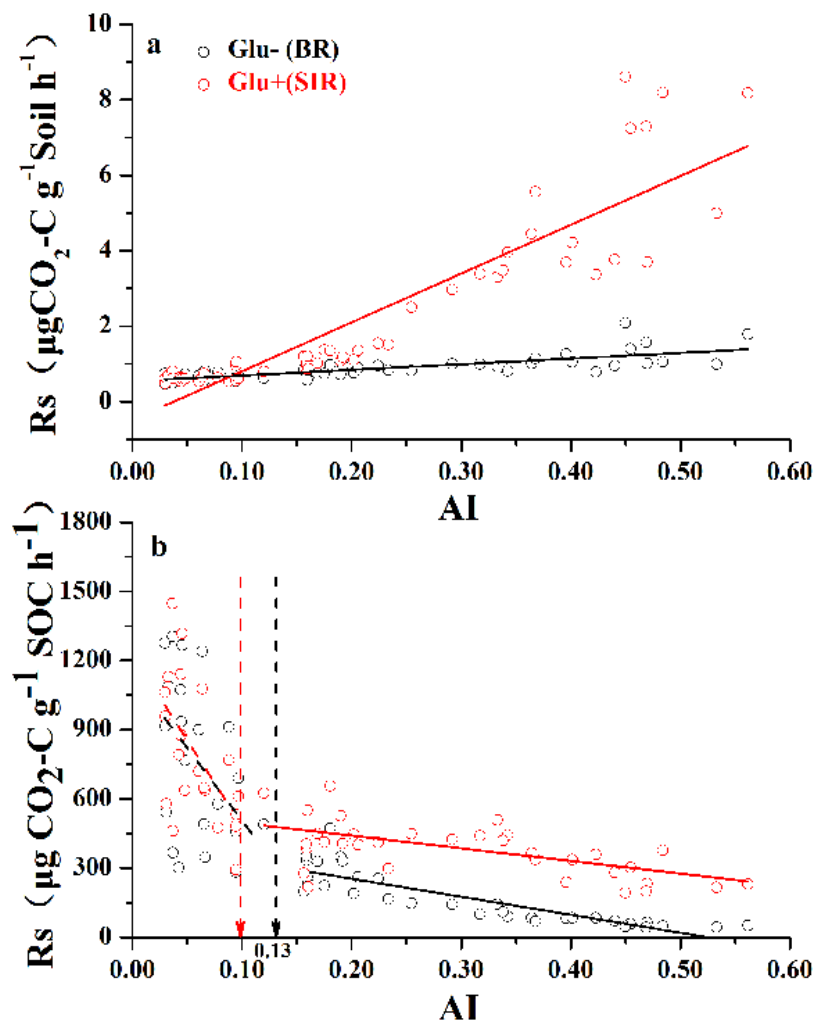 a
Glu- (BR)
Glu+(SIR)
Rs（μgCO₂-C g⁻¹Soil h⁻¹）
10
8
6
4
2
0
0.00 0.10 0.20 0.30 0.40 0.50 0.60
AI
b
Rs（μg CO2-C g⁻¹ SOC h⁻¹）
1800
1500
1200
900
600
300
0
0.13
0.00 0.10 0.20 0.30 0.40 0.50 0.60
AI